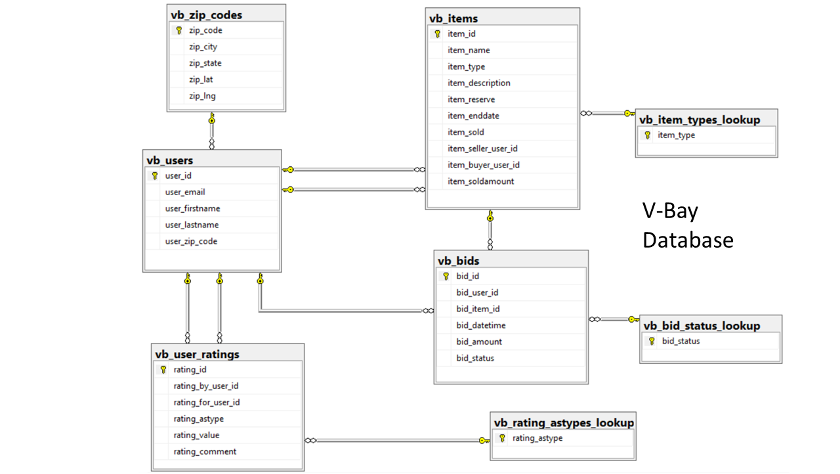 vb_zip_codes
zip_code
zip_city
zip_state
zip_lat
zip_lng
vb_items
item_id
item_name
item_type
item_description
item_reserve
item_enddate
item_sold
item_seller_user_id
item_buyer_user_id
item_soldamount
vb_item_types_lookup
item_type
vb_users
user_id
user_email
user_firstname
user_lastname
user_zip_code
V-Bay
Database
vb_bids
bid_id
bid_user_id
bid_item_id
bid_datetime
bid_amount
bid_status
vb_bid_status_lookup
bid_status
vb_user_ratings
rating_id
rating_by_user_id
rating_for_user_id
rating_astype
rating_value
rating_comment
vb_rating_astypes_lookup
rating_astype